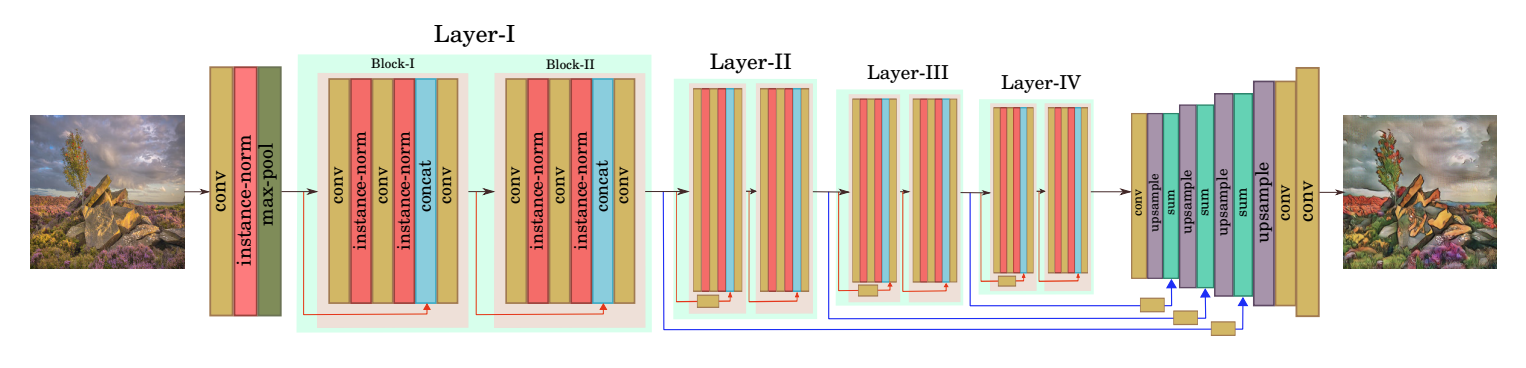 Layer-I
Block-I
Block-II
Layer-II
Layer-III
Layer-IV
conv
instance-norm
max-pool
conv
instance-norm
conv
instance-norm
concat
conv
conv
instance-norm
conv
instance-norm
concat
conv
conv
upsample
sum
upsample
sum
upsample
sum
upsample
conv
conv